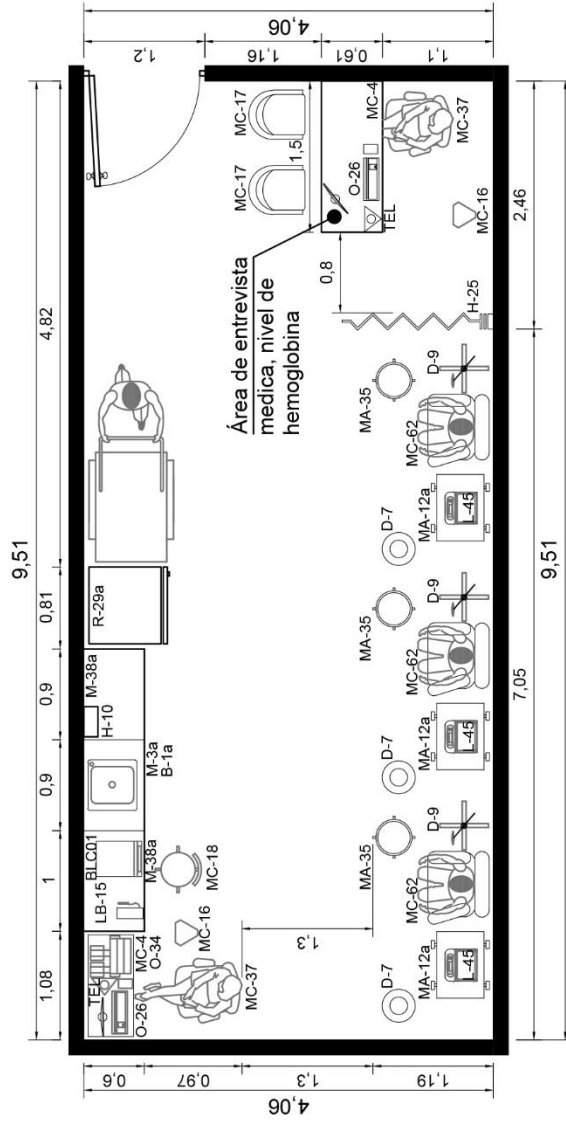 9,51
1,08
1
0,9
0,9
0,81
4,82
4,06
0,6
0,97
1,3
1,19
4,06
1,2
1,16
0,61
1,1
TEL
O-26
MC-4
O-34
LB-15
BLC01
M-38a
M-3a
B-1a
H-10
M-38a
R-29a
MC-37
MC-16
MC-18
1,3
Área de entrevista
medica, nivel de
hemoglobina
MC-17
MC-17
1,5
TEL
O-26
MC-4
MC-37
MC-16
0,8
H-25
D-7
MA-12a
L-45
MC-62
MA-35
D-9
D-7
MA-12a
L-45
MC-62
MA-35
D-9
D-7
MA-12a
L-45
MC-62
MA-35
D-9
7,05
2,46
9,51